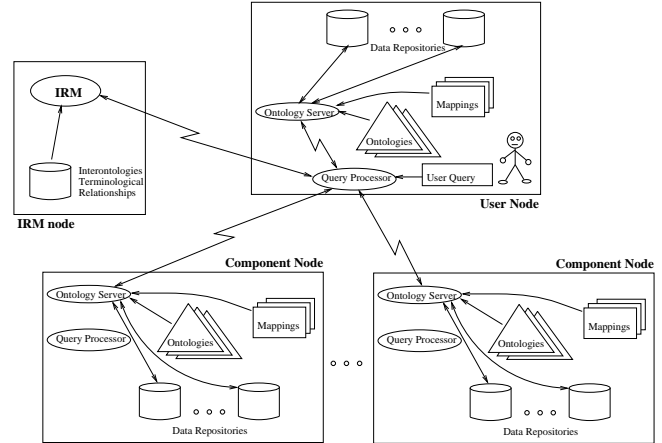 Data Repositories
IRM
Mappings
Ontology Server
Ontologies
Interontologies
Terminological
Relationships
Query Processor
User Query
User Node
IRM node
Component Node
Ontology Server
Mappings
Query Processor
Ontologies
Data Repositories
Component Node
Ontology Server
Mappings
Query Processor
Ontologies
Data Repositories